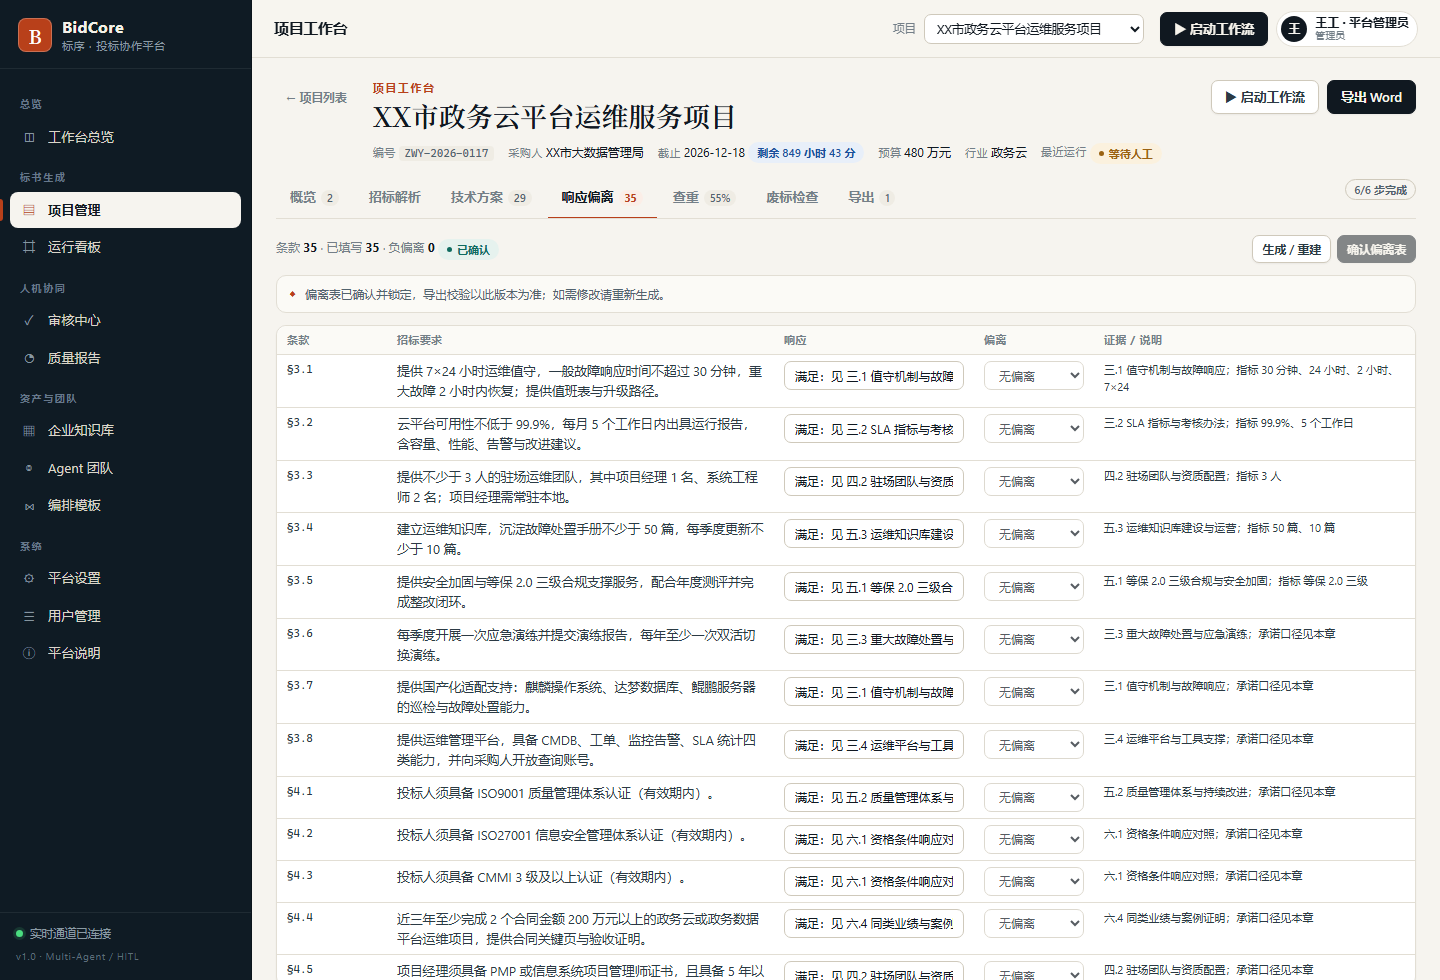 B
BidCore
标序 · 投标协作平台
总览
工作台总览
标书生成
项目管理
运行看板
人机协同
审核中心
质量报告
资产与团队
企业知识库
Agent 团队
编排模板
系统
平台设置
用户管理
平台说明
实时通道已连接
v1.0 · Multi-Agent / HITL
项目工作台
项目
XX市政务云平台运维服务项目
▶ 启动工作流
王
王工 · 平台管理员
管理员
← 项目列表
项目工作台
XX市政务云平台运维服务项目
编号 ZWY-2026-0117 采购人 XX市大数据管理局 截止 2026-12-18 剩余 849 小时 43 分 预算 480 万元 行业 政务云 最近运行 等待人工
▶ 启动工作流
导出 Word
概览 2
招标解析
技术方案 29
响应偏离 35
查重 55%
废标检查
导出 1
6/6 步完成
条款 35 · 已填写 35 · 负偏离 0 已确认
生成 / 重建
确认偏离表
偏离表已确认并锁定，导出校验以此版本为准；如需修改请重新生成。
条款 招标要求 响应 偏离 证据 / 说明
§3.1
提供 7×24 小时运维值守，一般故障响应时间不超过 30 分钟，重
大故障 2 小时内恢复；提供值班表与升级路径。
满足：见 三.1 值守机制与故障
无偏离
三.1 值守机制与故障响应；指标 30 分钟、24 小时、2 小时、
7×24
§3.2
云平台可用性不低于 99.9%，每月 5 个工作日内出具运行报告，
含容量、性能、告警与改进建议。
满足：见 三.2 SLA 指标与考核
无偏离
三.2 SLA 指标与考核办法；指标 99.9%、5 个工作日
§3.3
提供不少于 3 人的驻场运维团队，其中项目经理 1 名、系统工程
师 2 名；项目经理需常驻本地。
满足：见 四.2 驻场团队与资质
无偏离
四.2 驻场团队与资质配置；指标 3 人
§3.4
建立运维知识库，沉淀故障处置手册不少于 50 篇，每季度更新不
少于 10 篇。
满足：见 五.3 运维知识库建设
无偏离
五.3 运维知识库建设与运营；指标 50 篇、10 篇
§3.5
提供安全加固与等保 2.0 三级合规支撑服务，配合年度测评并完
成整改闭环。
满足：见 五.1 等保 2.0 三级合
无偏离
五.1 等保 2.0 三级合规与安全加固；指标 等保 2.0 三级
§3.6
每季度开展一次应急演练并提交演练报告，每年至少一次双活切
换演练。
满足：见 三.3 重大故障处置与
无偏离
三.3 重大故障处置与应急演练；承诺口径见本章
§3.7
提供国产化适配支持：麒麟操作系统、达梦数据库、鲲鹏服务器
的巡检与故障处置能力。
满足：见 三.1 值守机制与故障
无偏离
三.1 值守机制与故障响应；承诺口径见本章
§3.8
提供运维管理平台，具备 CMDB、工单、监控告警、SLA 统计四
类能力，并向采购人开放查询账号。
满足：见 三.4 运维平台与工具
无偏离
三.4 运维平台与工具支撑；承诺口径见本章
§4.1
投标人须具备 ISO9001 质量管理体系认证（有效期内）。
满足：见 五.2 质量管理体系与
无偏离
五.2 质量管理体系与持续改进；承诺口径见本章
§4.2
投标人须具备 ISO27001 信息安全管理体系认证（有效期内）。
满足：见 六.1 资格条件响应对
无偏离
六.1 资格条件响应对照；承诺口径见本章
§4.3
投标人须具备 CMMI 3 级及以上认证（有效期内）。
满足：见 六.1 资格条件响应对
无偏离
六.1 资格条件响应对照；承诺口径见本章
§4.4
近三年至少完成 2 个合同金额 200 万元以上的政务云或政务数据
平台运维项目，提供合同关键页与验收证明。
满足：见 六.4 同类业绩与案例
无偏离
六.4 同类业绩与案例证明；承诺口径见本章
§4.5
项目经理须具备 PMP 或信息系统项目管理师证书，且具备 5 年以
满足：见 四.2 驻场团队与资质
无偏离
四.2 驻场团队与资质配置；承诺口径见本章